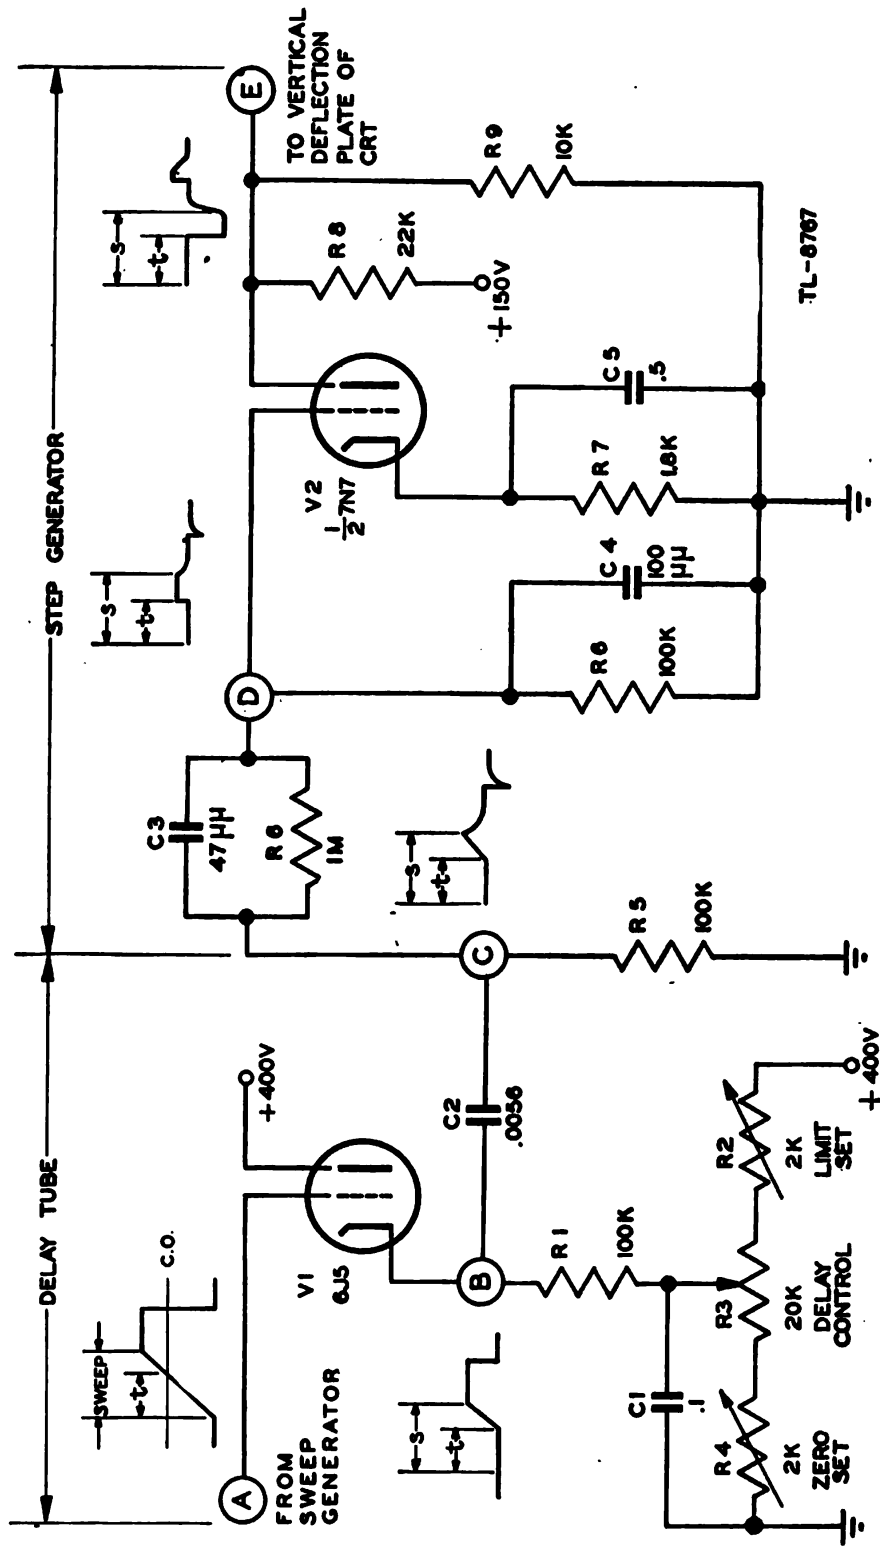 DELAY TUBE
STEP GENERATOR
SWEEP
t
C.O.
A
FROM
SWEEP
GENERATOR
V1
6J5
+400V
s
t
B
R1
100K
C1
.1
R4
2K
ZERO
SET
R3
20K
DELAY
CONTROL
R2
2K
LIMIT
SET
+400V
C2
.0056
C
R5
100K
s
t
C3
47μμ
R6
1M
D
s
t
R6
100K
C4
100
μμ
V2
1/2 7N7
R7
1.8K
C5
.5
s
t
R8
22K
+150V
E
TO VERTICAL
DEFLECTION
PLATE OF
CRT
R9
10K
TL-8767